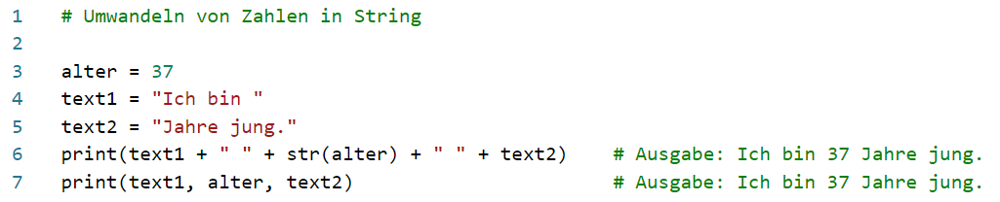 1 # Umwandeln von Zahlen in String
2
3 alter = 37
4 text1 = "Ich bin "
5 text2 = "Jahre jung."
6 print(text1 + " " + str(alter) + " " + text2) # Ausgabe: Ich bin 37 Jahre jung.
7 print(text1, alter, text2) # Ausgabe: Ich bin 37 Jahre jung.